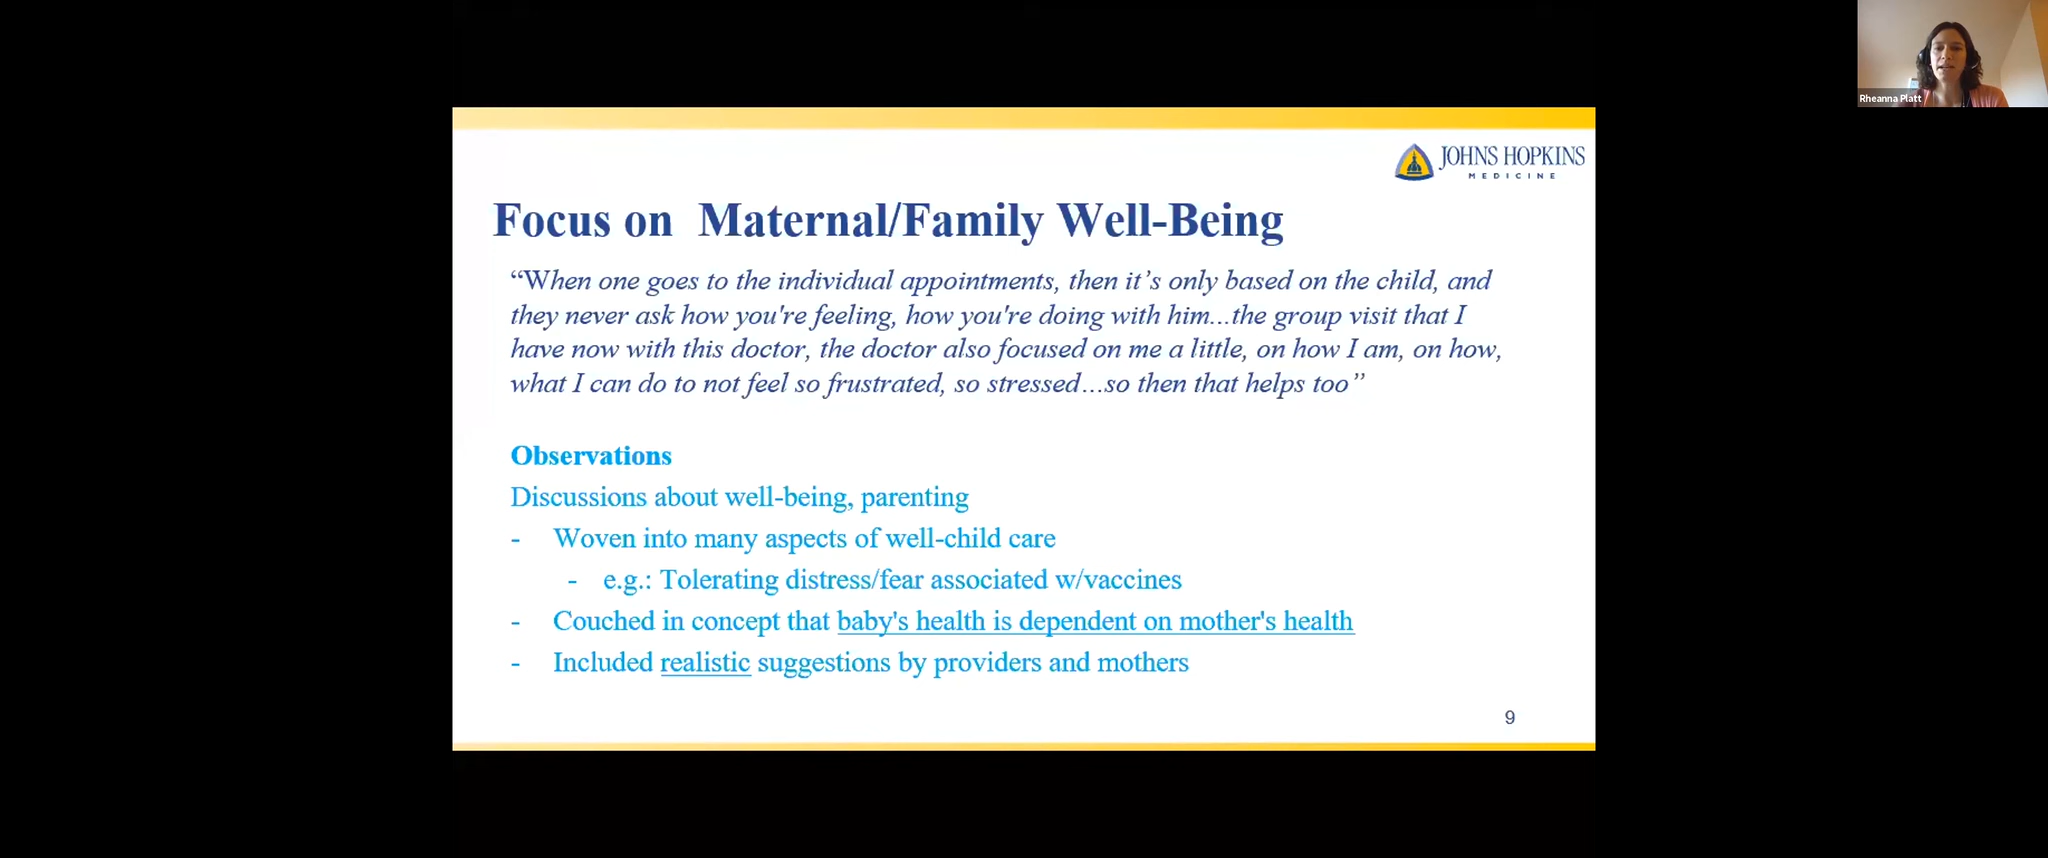 Rheanna Platt
JOHNS HOPKINS
MEDICINE
Focus on  Maternal/Family Well-Being
“When one goes to the individual appointments, then it’s only based on the child, and
they never ask how you're feeling, how you're doing with him...the group visit that I
have now with this doctor, the doctor also focused on me a little, on how I am, on how,
what I can do to not feel so frustrated, so stressed…so then that helps too”
Observations
Discussions about well-being, parenting
- Woven into many aspects of well-child care
- e.g.: Tolerating distress/fear associated w/vaccines
- Couched in concept that baby's health is dependent on mother's health
- Included realistic suggestions by providers and mothers
9